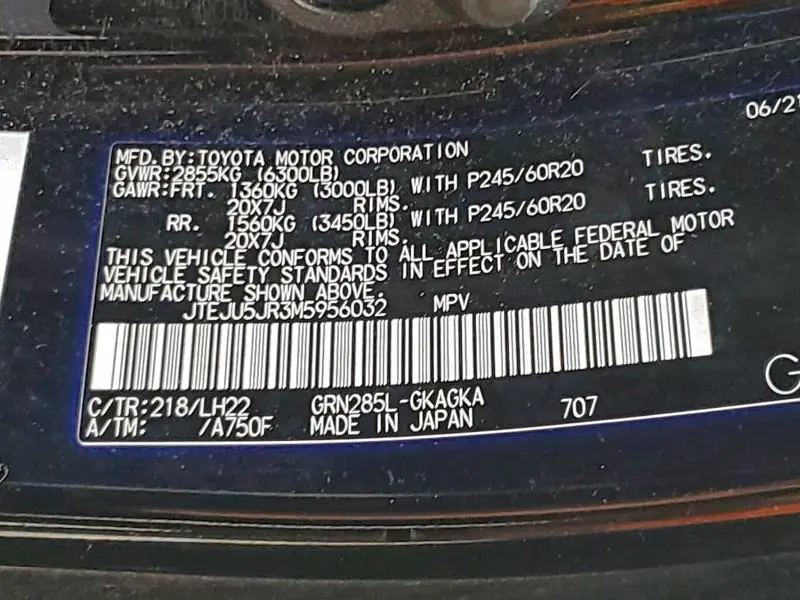 06/21
MFD.BY:TOYOTA MOTOR CORPORATION
GVWR:2855KG (6300LB)
GAWR:FRT. 1360KG (3000LB) WITH P245/60R20 TIRES.
20X7J RIMS.
RR. 1560KG (3450LB) WITH P245/60R20 TIRES.
20X7J RIMS.
THIS VEHICLE CONFORMS TO ALL APPLICABLE FEDERAL MOTOR
VEHICLE SAFETY STANDARDS IN EFFECT ON THE DATE OF
MANUFACTURE SHOWN ABOVE.
JTEJU5JR3M5956032 MPV
C/TR:218/LH22 GRN285L-GKAGKA 707
A/TM: /A750F MADE IN JAPAN
G